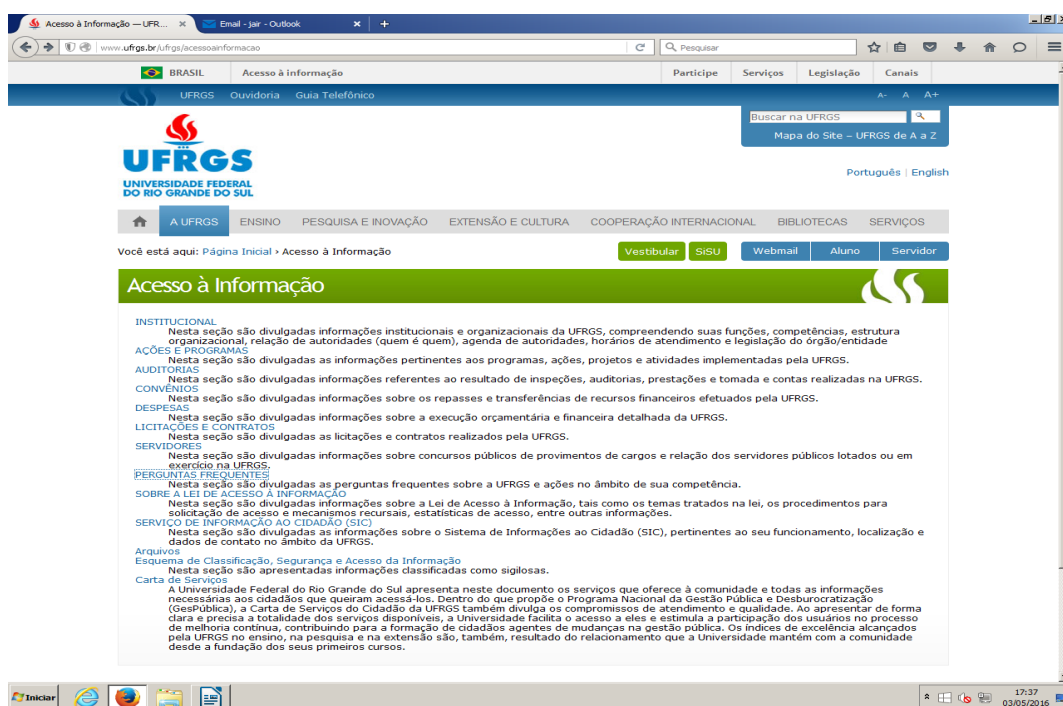 Acesso à Informação — UFR... × Email - jair - Outlook × +
www.ufrgs.br/ufrgs/acessoainformacao Pesquisar
BRASIL Acesso à informação Participe Serviços Legislação Canais
UFRGS Ouvidoria Guia Telefônico A- A A+
Buscar na UFRGS
Mapa do Site – UFRGS de A a Z
UFRGS
UNIVERSIDADE FEDERAL
DO RIO GRANDE DO SUL
Português | English
A UFRGS ENSINO PESQUISA E INOVAÇÃO EXTENSÃO E CULTURA COOPERAÇÃO INTERNACIONAL BIBLIOTECAS SERVIÇOS
Você está aqui: Página Inicial › Acesso à Informação Vestibular SiSU Webmail Aluno Servidor
Acesso à Informação
INSTITUCIONAL
Nesta seção são divulgadas informações institucionais e organizacionais da UFRGS, compreendendo suas funções, competências, estrutura
organizacional, relação de autoridades (quem é quem), agenda de autoridades, horários de atendimento e legislação do órgão/entidade
AÇÕES E PROGRAMAS
Nesta seção são divulgadas as informações pertinentes aos programas, ações, projetos e atividades implementadas pela UFRGS.
AUDITORIAS
Nesta seção são divulgadas informações referentes ao resultado de inspeções, auditorias, prestações e tomada e contas realizadas na UFRGS.
CONVÊNIOS
Nesta seção são divulgadas informações sobre os repasses e transferências de recursos financeiros efetuados pela UFRGS.
DESPESAS
Nesta seção são divulgadas informações sobre a execução orçamentária e financeira detalhada da UFRGS.
LICITAÇÕES E CONTRATOS
Nesta seção são divulgadas as licitações e contratos realizados pela UFRGS.
SERVIDORES
Nesta seção são divulgadas informações sobre concursos públicos de provimentos de cargos e relação dos servidores públicos lotados ou em
exercício na UFRGS.
PERGUNTAS FREQUENTES
Nesta seção são divulgadas as perguntas frequentes sobre a UFRGS e ações no âmbito de sua competência.
SOBRE A LEI DE ACESSO À INFORMAÇÃO
Nesta seção são divulgadas informações sobre a Lei de Acesso à Informação, tais como os temas tratados na lei, os procedimentos para
solicitação de acesso e mecanismos recursais, estatísticas de acesso, entre outras informações.
SERVIÇO DE INFORMAÇÃO AO CIDADÃO (SIC)
Nesta seção são divulgadas as informações sobre o Sistema de Informações ao Cidadão (SIC), pertinentes ao seu funcionamento, localização e
dados de contato no âmbito da UFRGS.
Arquivos
Esquema de Classificação, Segurança e Acesso da Informação
Nesta seção são apresentadas informações classificadas como sigilosas.
Carta de Serviços
A Universidade Federal do Rio Grande do Sul apresenta neste documento os serviços que oferece à comunidade e todas as informações
necessárias aos cidadãos que queiram acessá-los. Dentro do que propõe o Programa Nacional da Gestão Pública e Desburocratização
(GesPública), a Carta de Serviços do Cidadão da UFRGS também divulga os compromissos de atendimento e qualidade. Ao apresentar de forma
clara e precisa a totalidade dos serviços disponíveis, a Universidade facilita o acesso a eles e estimula a participação dos usuários no processo
de melhoria contínua, contribuindo para a formação de cidadãos agentes de mudanças na gestão pública. Os índices de excelência alcançados
pela UFRGS no ensino, na pesquisa e na extensão são, também, resultado do relacionamento que a Universidade mantém com a comunidade
desde a fundação dos seus primeiros cursos.
Iniciar 17:37
03/05/2016